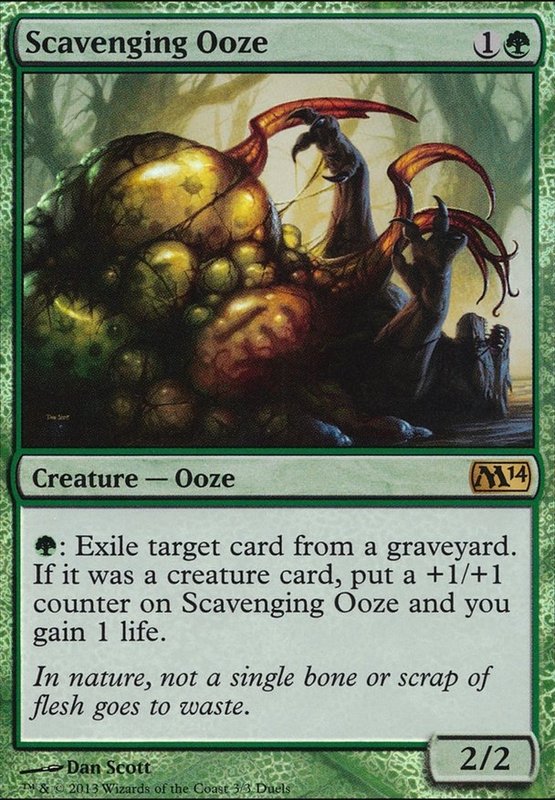 Scavenging Ooze 1
Dan Scott
Creature — Ooze M14
: Exile target card from a graveyard.
If it was a creature card, put a +1/+1
counter on Scavenging Ooze and you
gain 1 life.
In nature, not a single bone or scrap of
flesh goes to waste.
2/2
Dan Scott
™ & © 2013 Wizards of the Coast 3/3 Duels